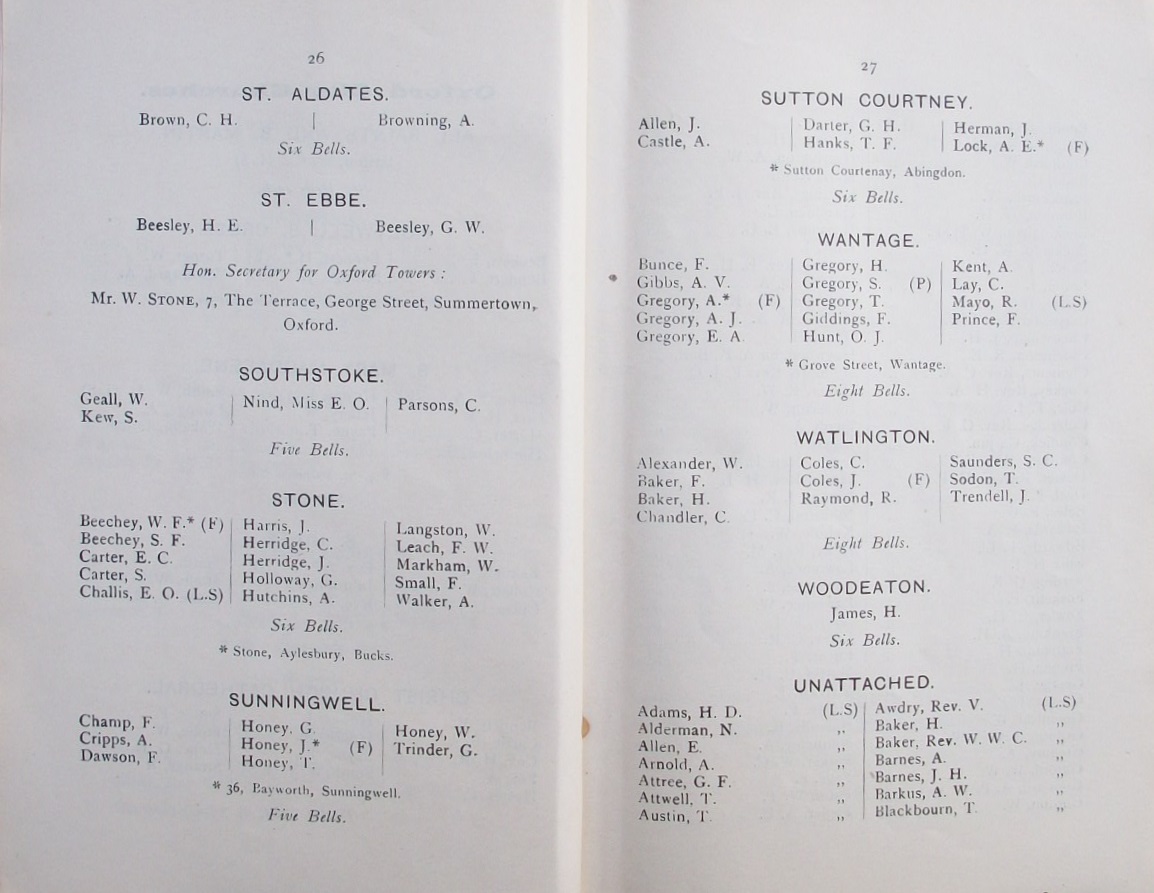 26
ST. ALDATES.
Brown, C. H. | Browning, A.
Six Bells.
ST. EBBE.
Beesley, H. E. | Beesley, G. W.
Hon. Secretary for Oxford Towers :
Mr. W. STONE, 7, The Terrace, George Street, Summertown,
Oxford.
SOUTHSTOKE.
Geall, W. | Nind, Miss E. O. | Parsons, C.
Kew, S.
Five Bells.
STONE.
Beechey, W. F.* (F) | Harris, J. | Langston, W.
Beechey, S. F. | Herridge, C. | Leach, F. W.
Carter, E. C. | Herridge, J. | Markham, W.
Carter, S. | Holloway, G. | Small, F.
Challis, E. O. (L.S) | Hutchins, A. | Walker, A.
Six Bells.
* Stone, Aylesbury, Bucks.
SUNNINGWELL.
Champ, F. | Honey, G. | Honey, W.
Cripps, A. | Honey, J.* (F) | Trinder, G.
Dawson, F. | Honey, T.
* 36, Bayworth, Sunningwell.
Five Bells.
27
SUTTON COURTNEY.
Allen, J. | Darter, G. H. | Herman, J.
Castle, A. | Hanks, T. F. | Lock, A. E.* (F)
* Sutton Courtenay, Abingdon.
Six Bells.
WANTAGE.
Bunce, F. | Gregory, H. | Kent, A.
Gibbs, A. V. | Gregory, S. (P) | Lay, C.
Gregory, A.* (F) | Gregory, T. | Mayo, R. (L.S)
Gregory, A. J. | Giddings, F. | Prince, F.
Gregory, E. A. | Hunt, O. J.
* Grove Street, Wantage.
Eight Bells.
WATLINGTON.
Alexander, W. | Coles, C. | Saunders, S. C.
Baker, F. | Coles, J. (F) | Sodon, T.
Baker, H. | Raymond, R. | Trendell, J.
Chandler, C.
Eight Bells.
WOODEATON.
James, H.
Six Bells.
UNATTACHED.
Adams, H. D. (L.S) | Awdry, Rev. V. (L.S)
Alderman, N. ,, | Baker, H. ,,
Allen, E. ,, | Baker, Rev. W. W. C. ,,
Arnold, A. ,, | Barnes, A. ,,
Attree, G. F. ,, | Barnes, J. H. ,,
Attwell, T. ,, | Barkus, A. W. ,,
Austin, T. ,, | Blackbourn, T. ,,